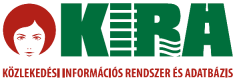 KIRA
KÖZLEKEDÉSI INFORMÁCIÓS RENDSZER ÉS ADATBÁZIS